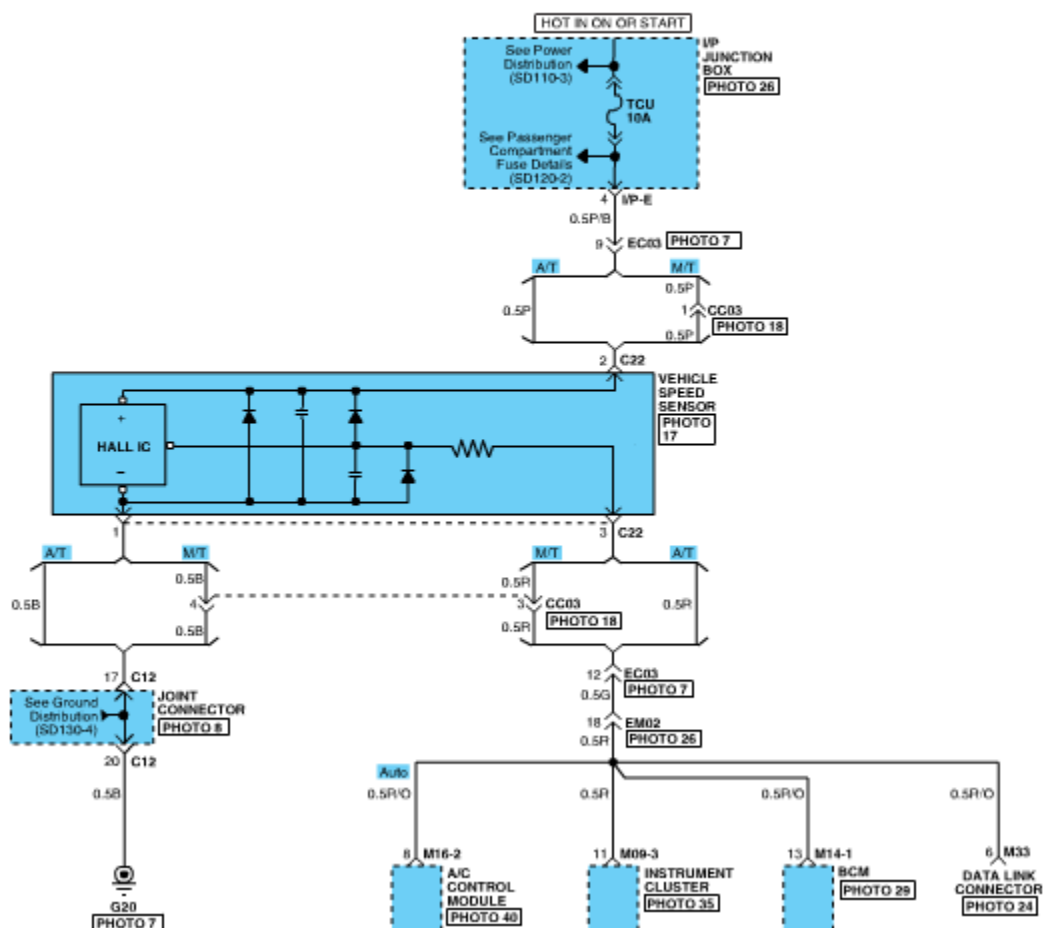 HOT IN ON OR START
See Power
Distribution
(SD110-3)
I/P
JUNCTION
BOX
PHOTO 26
TCU
10A
See Passenger
Compartment
Fuse Details
(SD120-2)
4 I/P-E
0.5P/B
9 EC03 PHOTO 7
A/T M/T
0.5P
0.5P
1 CC03
PHOTO 18
0.5P
2 C22
VEHICLE
SPEED
SENSOR
PHOTO
17
+
HALL IC
−
1 3 C22
A/T M/T M/T A/T
0.5B 0.5R
0.5B 4 3 CC03 0.5R
PHOTO 18
0.5B 0.5R
17 C12
12 EC03
PHOTO 7
0.5G
See Ground
Distribution
(SD130-4)
JOINT
CONNECTOR
PHOTO 8
18 EM02
PHOTO 26
0.5R
20 C12
0.5B
Auto
0.5R/O 0.5R 0.5R/O 0.5R/O
8 M16-2 11 M09-3 13 M14-1 6 M33
A/C
CONTROL
MODULE
PHOTO 40
INSTRUMENT
CLUSTER
PHOTO 35
BCM
PHOTO 29
DATA LINK
CONNECTOR
PHOTO 24
G20
PHOTO 7